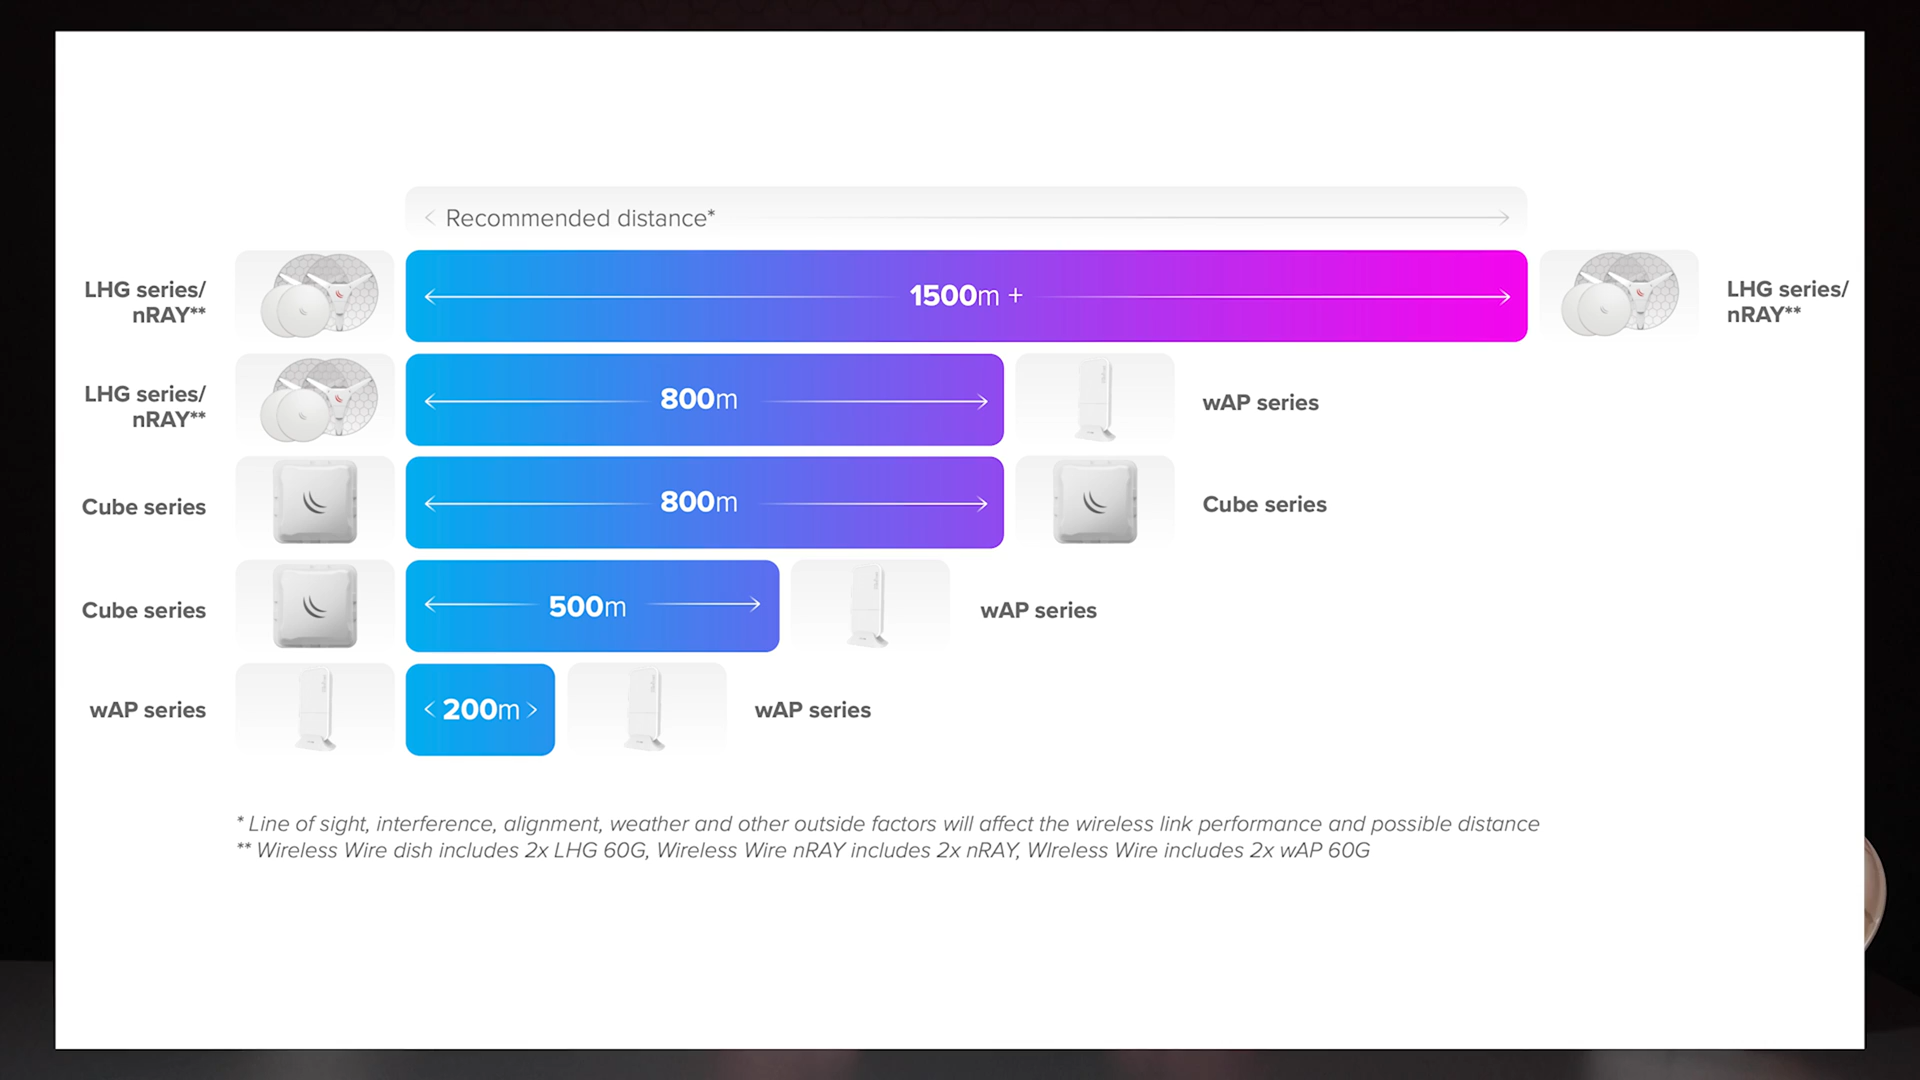 Recommended distance*
LHG series/
nRAY**
1500m +
LHG series/
nRAY**
LHG series/
nRAY**
800m
wAP series
Cube series
800m
Cube series
Cube series
500m
wAP series
wAP series
< 200m >
wAP series
* Line of sight, interference, alignment, weather and other outside factors will affect the wireless link performance and possible distance
** Wireless Wire dish includes 2x LHG 60G, Wireless Wire nRAY includes 2x nRAY, WIreless Wire includes 2x wAP 60G